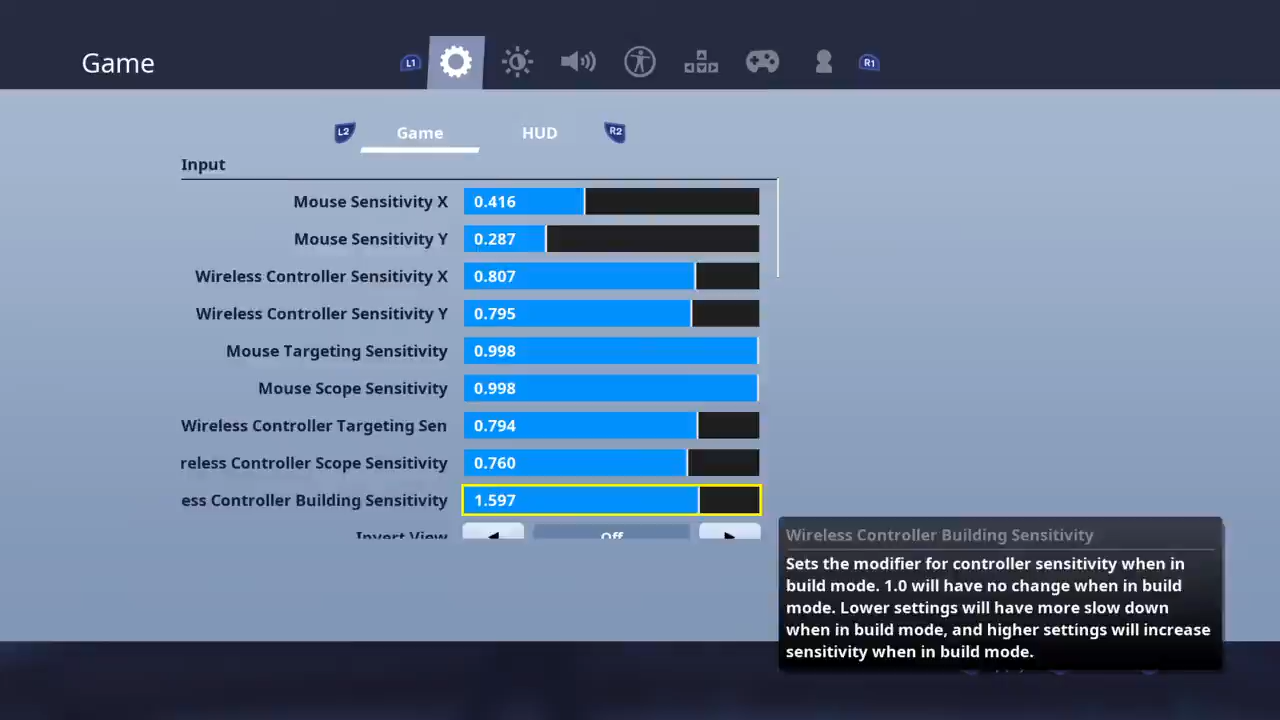 Game
L1
R1
L2
Game
HUD
R2
Input
Mouse Sensitivity X 0.416
Mouse Sensitivity Y 0.287
Wireless Controller Sensitivity X 0.807
Wireless Controller Sensitivity Y 0.795
Mouse Targeting Sensitivity 0.998
Mouse Scope Sensitivity 0.998
Wireless Controller Targeting Sen 0.794
reless Controller Scope Sensitivity 0.760
ess Controller Building Sensitivity 1.597
Invert View Off
Wireless Controller Building Sensitivity
Sets the modifier for controller sensitivity when in
build mode. 1.0 will have no change when in build
mode. Lower settings will have more slow down
when in build mode, and higher settings will increase
sensitivity when in build mode.